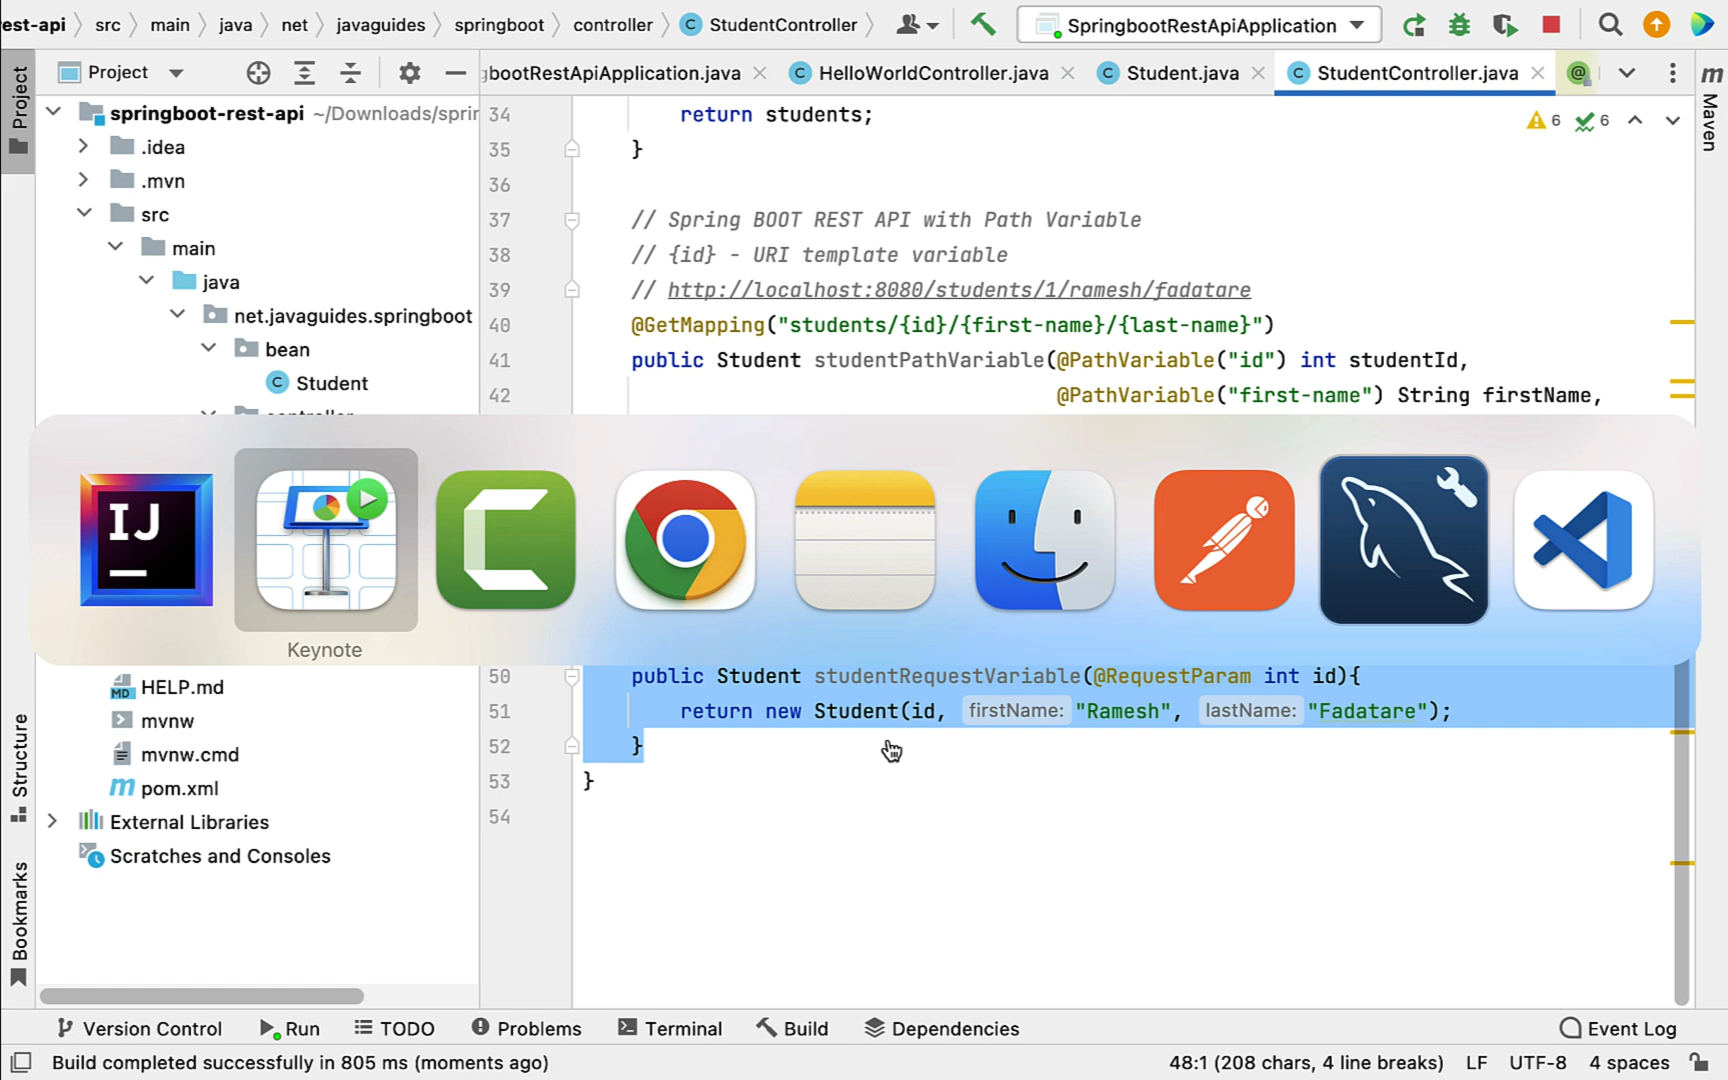 est-api src main java net javaguides springboot controller StudentController SpringbootRestApiApplication
Project bootRestApiApplication.java HelloWorldController.java Student.java StudentController.java
springboot-rest-api ~/Downloads/sprin
.idea
.mvn
src
main
java
net.javaguides.springboot
bean
Student
HELP.md
mvnw
mvnw.cmd
pom.xml
External Libraries
Scratches and Consoles
Project
Structure
Bookmarks
m
Maven
6 6
34 return students;
35 }
36
37 // Spring BOOT REST API with Path Variable
38 // {id} - URI template variable
39 // http://localhost:8080/students/1/ramesh/fadatare
40 @GetMapping("students/{id}/{first-name}/{last-name}")
41 public Student studentPathVariable(@PathVariable("id") int studentId,
42 @PathVariable("first-name") String firstName,
IJ
Keynote
50 public Student studentRequestVariable(@RequestParam int id){
51 return new Student(id, firstName: "Ramesh", lastName: "Fadatare");
52 }
53 }
54
Version Control Run TODO Problems Terminal Build Dependencies Event Log
Build completed successfully in 805 ms (moments ago) 48:1 (208 chars, 4 line breaks) LF UTF-8 4 spaces